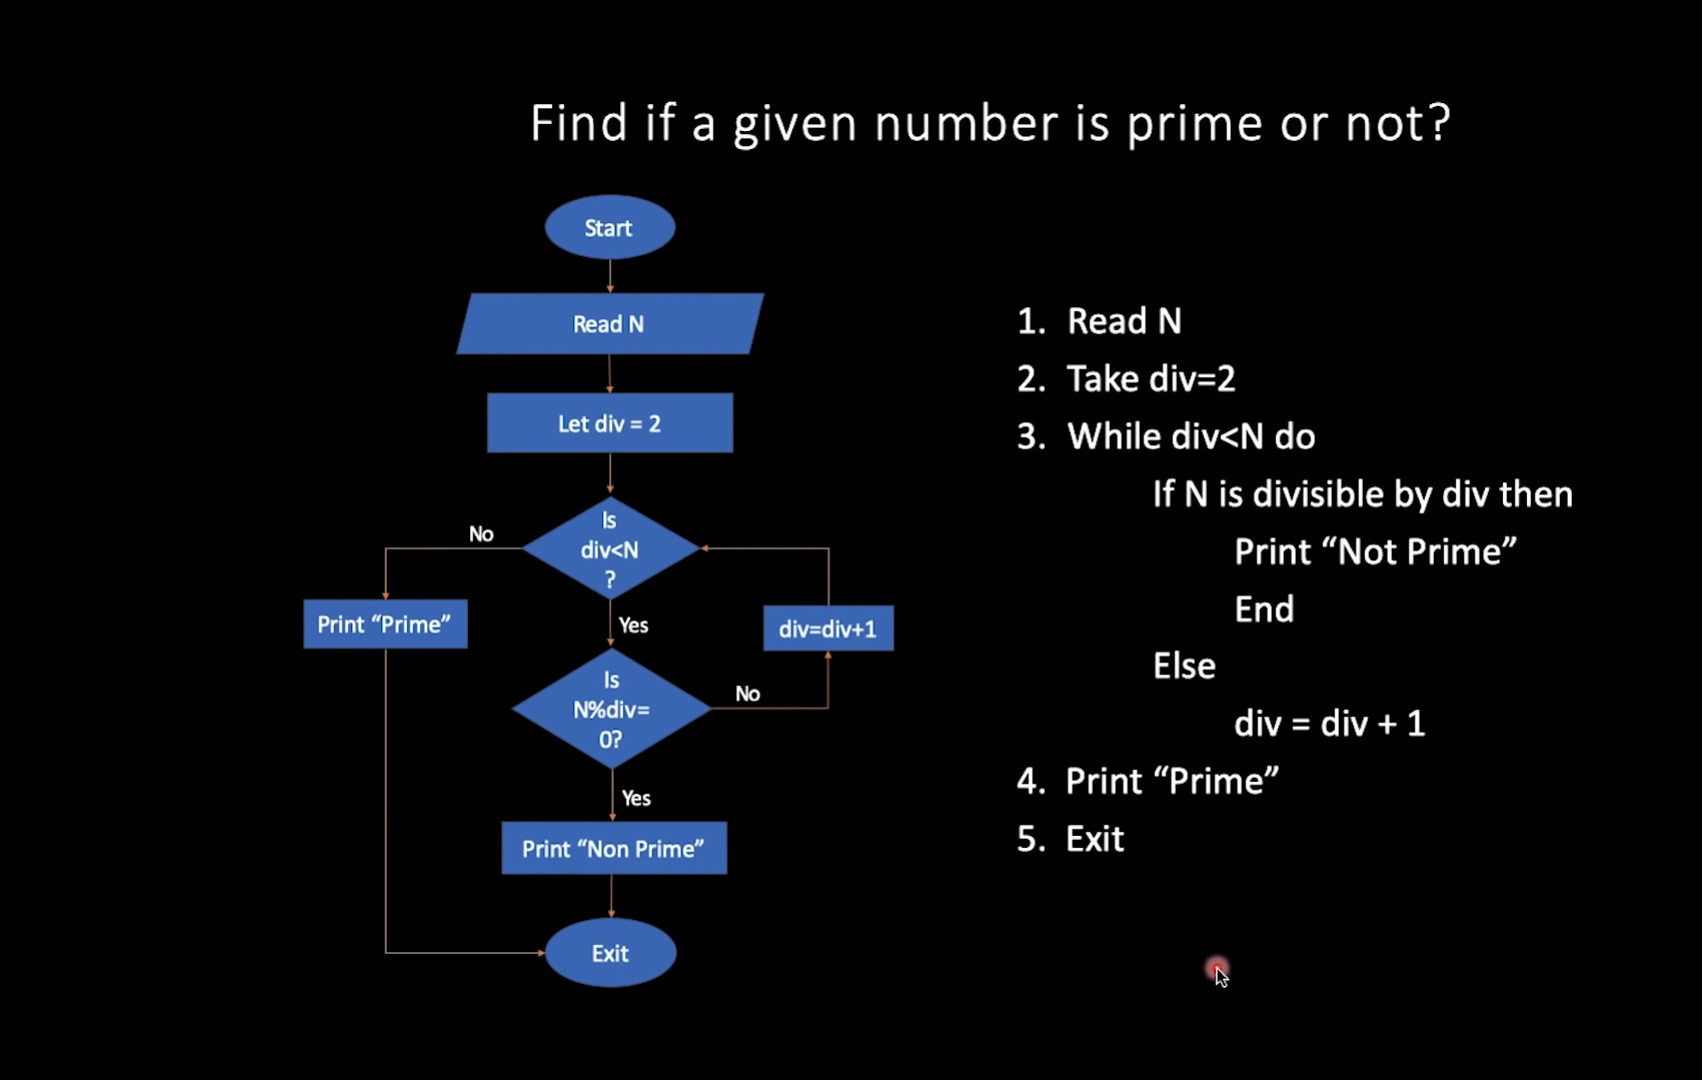 Find if a given number is prime or not?
Start
Read N
Let div = 2
Is
div<N
?
No
Yes
Print “Prime”
div=div+1
Is
N%div=
0?
No
Yes
Print “Non Prime”
Exit
1. Read N
2. Take div=2
3. While div<N do
If N is divisible by div then
Print “Not Prime”
End
Else
div = div + 1
4. Print “Prime”
5. Exit